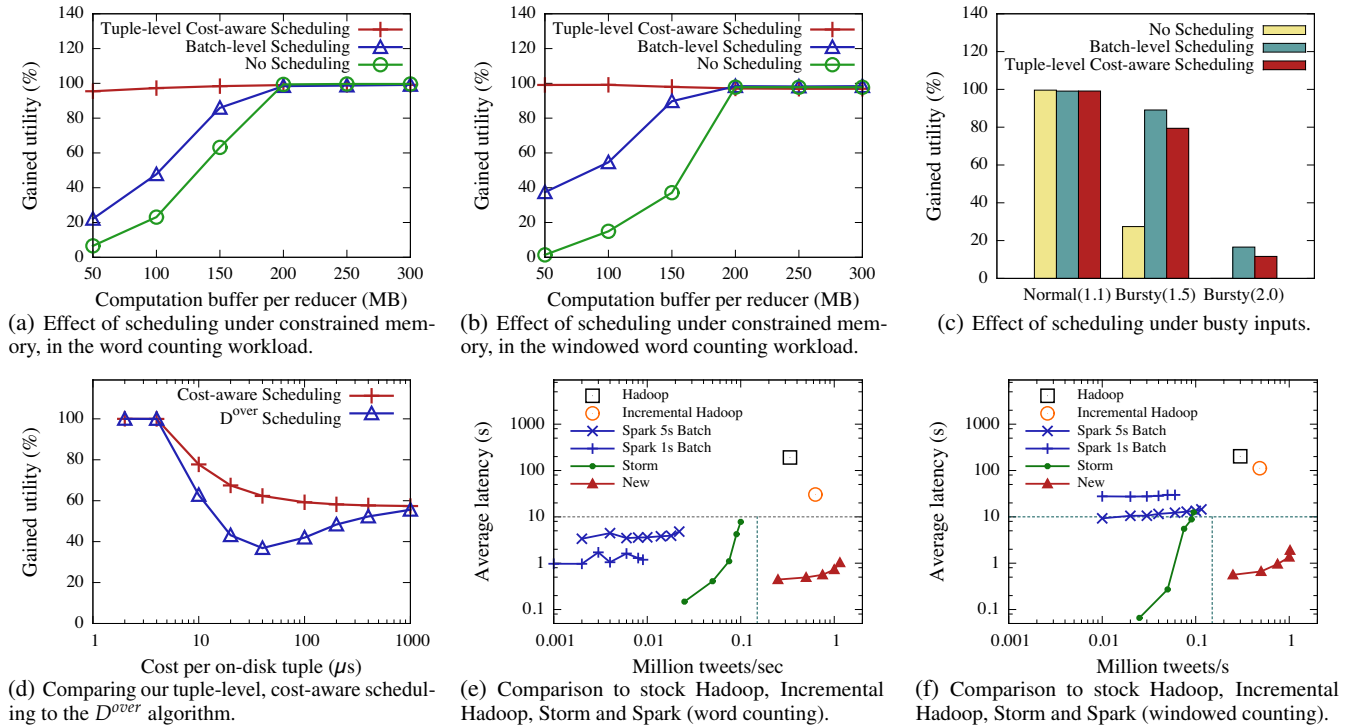 140
120
100
80
60
40
20
0
Gained utility (%)
Tuple-level Cost-aware Scheduling
Batch-level Scheduling
No Scheduling
50 100 150 200 250 300
Computation buffer per reducer (MB)
(a) Effect of scheduling under constrained mem-
ory, in the word counting workload.
140
120
100
80
60
40
20
0
Gained utility (%)
Tuple-level Cost-aware Scheduling
Batch-level Scheduling
No Scheduling
50 100 150 200 250 300
Computation buffer per reducer (MB)
(b) Effect of scheduling under constrained mem-
ory, in the windowed word counting workload.
140
120
100
80
60
40
20
0
Gained utility (%)
No Scheduling
Batch-level Scheduling
Tuple-level Cost-aware Scheduling
Normal(1.1) Bursty(1.5) Bursty(2.0)
(c) Effect of scheduling under busty inputs.
100
80
60
40
20
0
Gained utility (%)
Cost-aware Scheduling
D^over Scheduling
1 10 100 1000
Cost per on-disk tuple (μs)
(d) Comparing our tuple-level, cost-aware schedul-
ing to the D^over algorithm.
1000
100
10
1
0.1
Average latency (s)
Hadoop
Incremental Hadoop
Spark 5s Batch
Spark 1s Batch
Storm
New
0.001 0.01 0.1 1
Million tweets/sec
(e) Comparison to stock Hadoop, Incremental
Hadoop, Storm and Spark (word counting).
1000
100
10
1
0.1
Average latency (s)
Hadoop
Incremental Hadoop
Spark 5s Batch
Spark 1s Batch
Storm
New
0.001 0.01 0.1 1
Million tweets/s
(f) Comparison to stock Hadoop, Incremental
Hadoop, Storm and Spark (windowed counting).